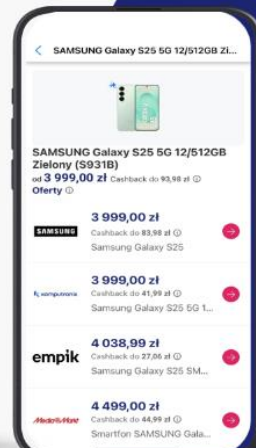 SAMSUNG Galaxy S25 5G 12/512GB Zi...
SAMSUNG Galaxy S25 5G 12/512GB
Zielony (S931B)
od 3 999,00 zł Cashback do 93,98 zł
Oferty
3 999,00 zł
SAMSUNG Cashback do 83,98 zł
Samsung Galaxy S25
3 999,00 zł
komputronik Cashback do 41,99 zł
Samsung Galaxy S25 5G 1...
4 038,99 zł
empik Cashback do 27,06 zł
Samsung Galaxy S25 SM...
4 499,00 zł
Media Markt Cashback do 44,99 zł
Smartfon SAMSUNG Gala...